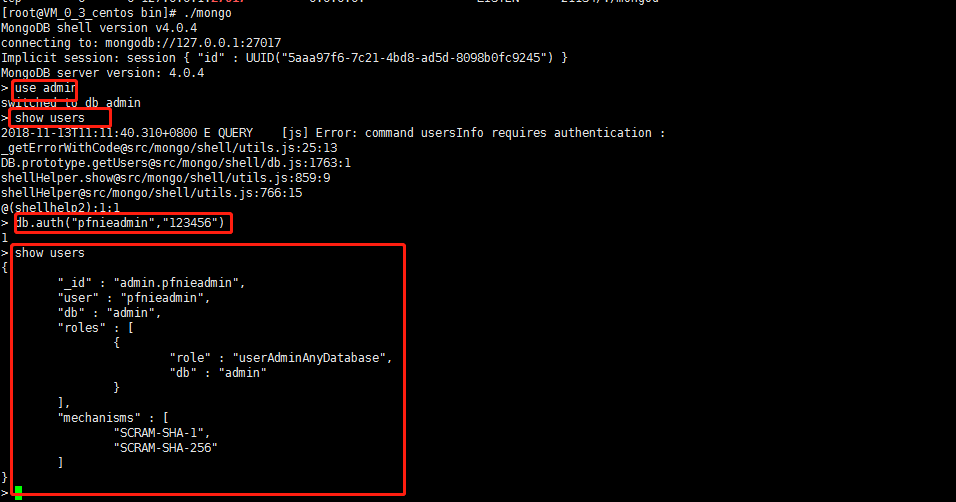 [root@VM_0_3_centos bin]# ./mongo
MongoDB shell version v4.0.4
connecting to: mongodb://127.0.0.1:27017
Implicit session: session { "id" : UUID("5aaa97f6-7c21-4bd8-ad5d-8098b0fc9245") }
MongoDB server version: 4.0.4
> use admin
switched to db admin
> show users
2018-11-13T11:11:40.310+0800 E QUERY    [js] Error: command usersInfo requires authentication :
_getErrorWithCode@src/mongo/shell/utils.js:25:13
DB.prototype.getUsers@src/mongo/shell/db.js:1763:1
shellHelper.show@src/mongo/shell/utils.js:859:9
shellHelper@src/mongo/shell/utils.js:766:15
@(shellhelp2):1:1
> db.auth("pfnieadmin","123456")
1
> show users
{
        "_id" : "admin.pfnieadmin",
        "user" : "pfnieadmin",
        "db" : "admin",
        "roles" : [
                {
                        "role" : "userAdminAnyDatabase",
                        "db" : "admin"
                }
        ],
        "mechanisms" : [
                "SCRAM-SHA-1",
                "SCRAM-SHA-256"
        ]
}
>